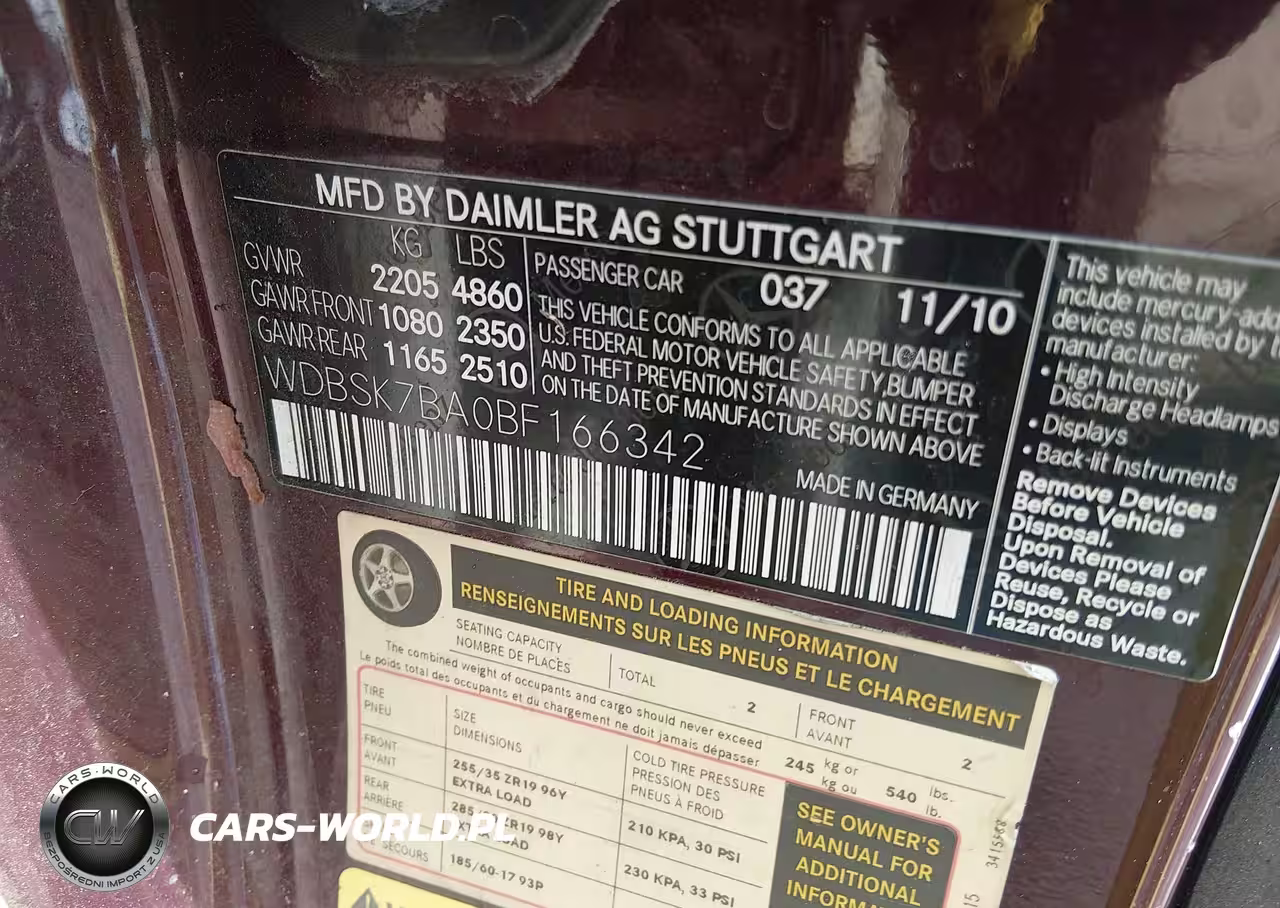 MFD BY DAIMLER AG STUTTGART
KG LBS
GVWR 2205 4860
GAWR FRONT 1080 2350
GAWR REAR 1165 2510
PASSENGER CAR 037 11/10
THIS VEHICLE CONFORMS TO ALL APPLICABLE
U.S. FEDERAL MOTOR VEHICLE SAFETY, BUMPER
AND THEFT PREVENTION STANDARDS IN EFFECT
ON THE DATE OF MANUFACTURE SHOWN ABOVE
WDBSK7BA0BF166342
MADE IN GERMANY
This vehicle may
include mercury-add
devices installed by
manufacturer:
• High Intensity
Discharge Headlamps
• Displays
• Back-lit Instruments
Remove Devices
Before Vehicle
Disposal.
Upon Removal of
Devices Please
Reuse, Recycle or
Dispose as
Hazardous Waste.
TIRE AND LOADING INFORMATION
RENSEIGNEMENTS SUR LES PNEUS ET LE CHARGEMENT
SEATING CAPACITY
NOMBRE DE PLACES
TOTAL 2
FRONT
AVANT
2
The combined weight of occupants and cargo should never exceed
Le poids total des occupants et du chargement ne doit jamais dépasser
245 kg or
kg ou
540 lbs.
lb.
TIRE
PNEU
SIZE
DIMENSIONS
COLD TIRE PRESSURE
PRESSION DES
PNEUS À FROID
FRONT
AVANT
255/35 ZR19 96Y
EXTRA LOAD
210 KPA, 30 PSI
REAR
ARRIÈRE
285 ZR19 98Y
230 KPA, 33 PSI
SECOURS
185/60-17 93P
SEE OWNER'S
MANUAL FOR
ADDITIONAL
CARS-WORLD
CW
BEZPOŚREDNI IMPORT Z USA
CARS-WORLD.PL